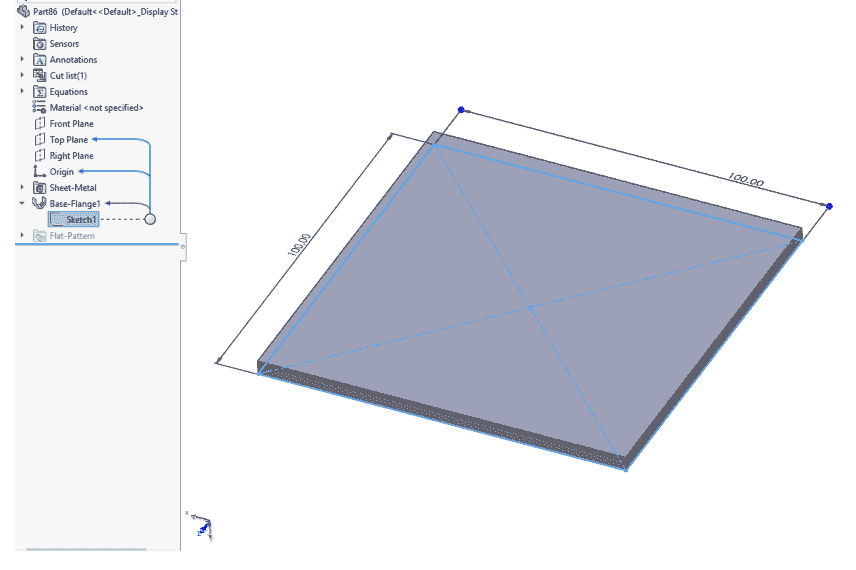 Part86 (Default<<Default>_Display St
History
Sensors
Annotations
Cut list(1)
Equations
Material <not specified>
Front Plane
Top Plane
Right Plane
Origin
Sheet-Metal
Base-Flange1
Sketch1
Flat-Pattern
100.00
100.00